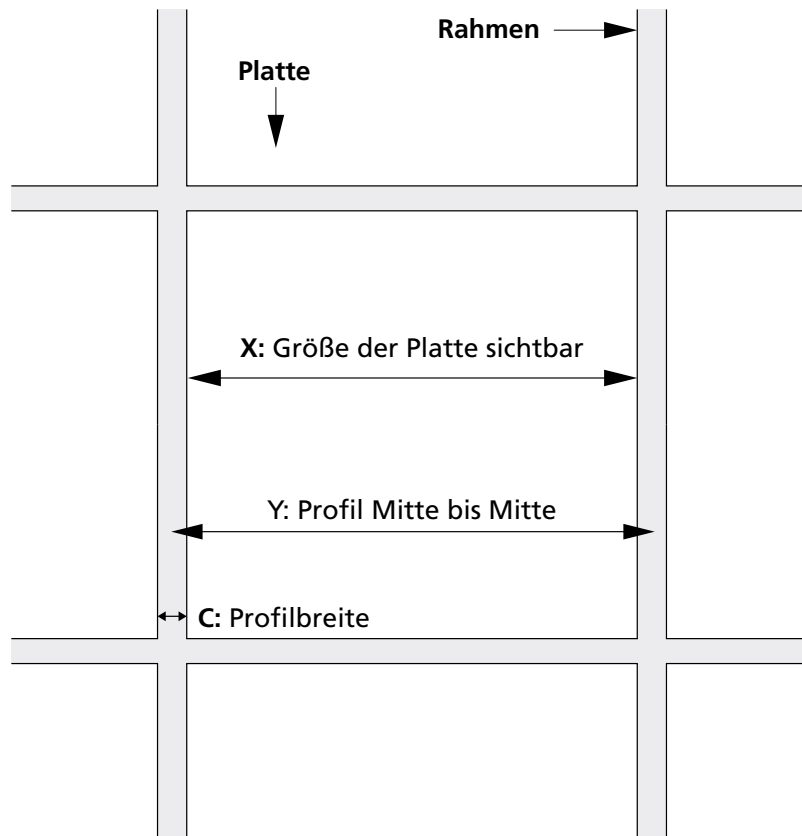 Rahmen
Platte
X: Größe der Platte sichtbar
Y: Profil Mitte bis Mitte
C: Profilbreite